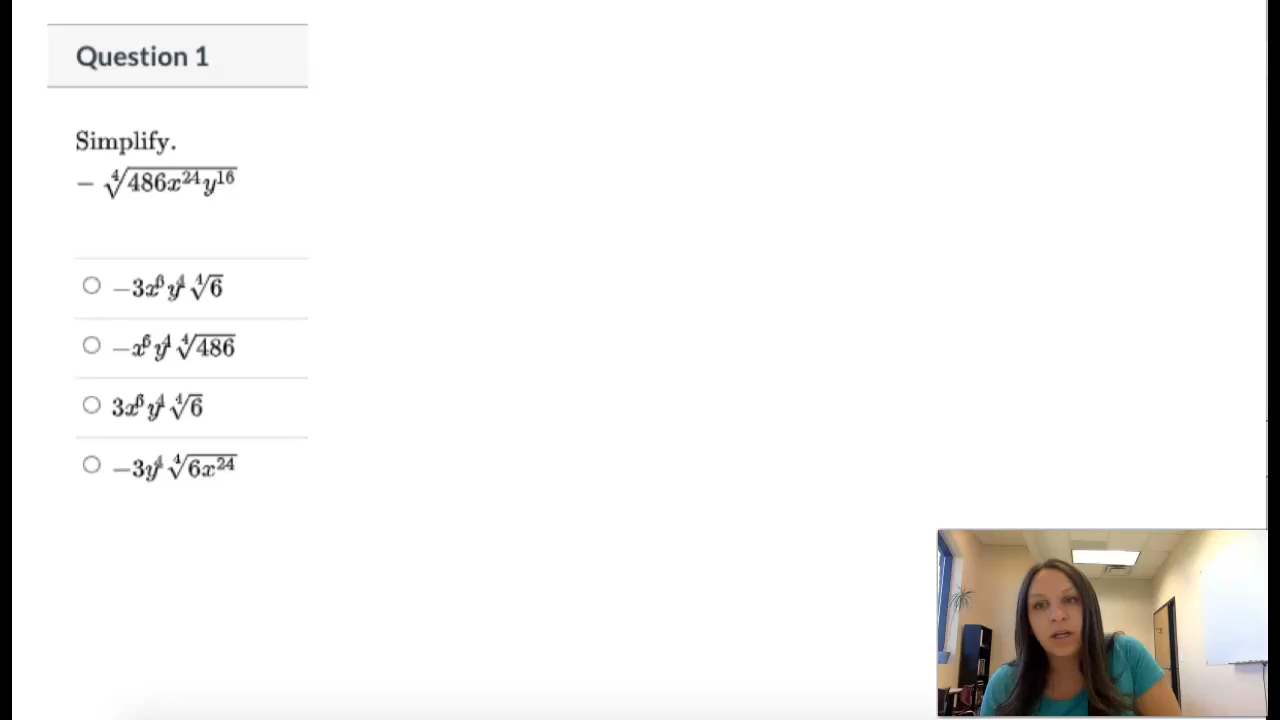 Question 1
Simplify.
− ∜486x²⁴y¹⁶
−3x⁶y⁴ ∜6
−x⁶y⁴ ∜486
3x⁶y⁴ ∜6
−3y⁴ ∜6x²⁴